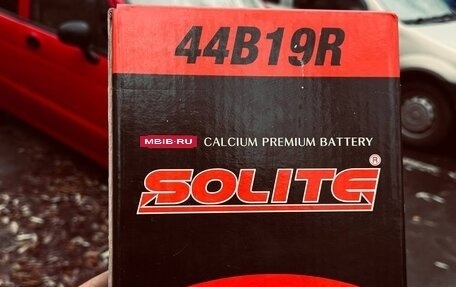 44B19R
MBIB·RU CALCIUM PREMIUM BATTERY
SOLITE®